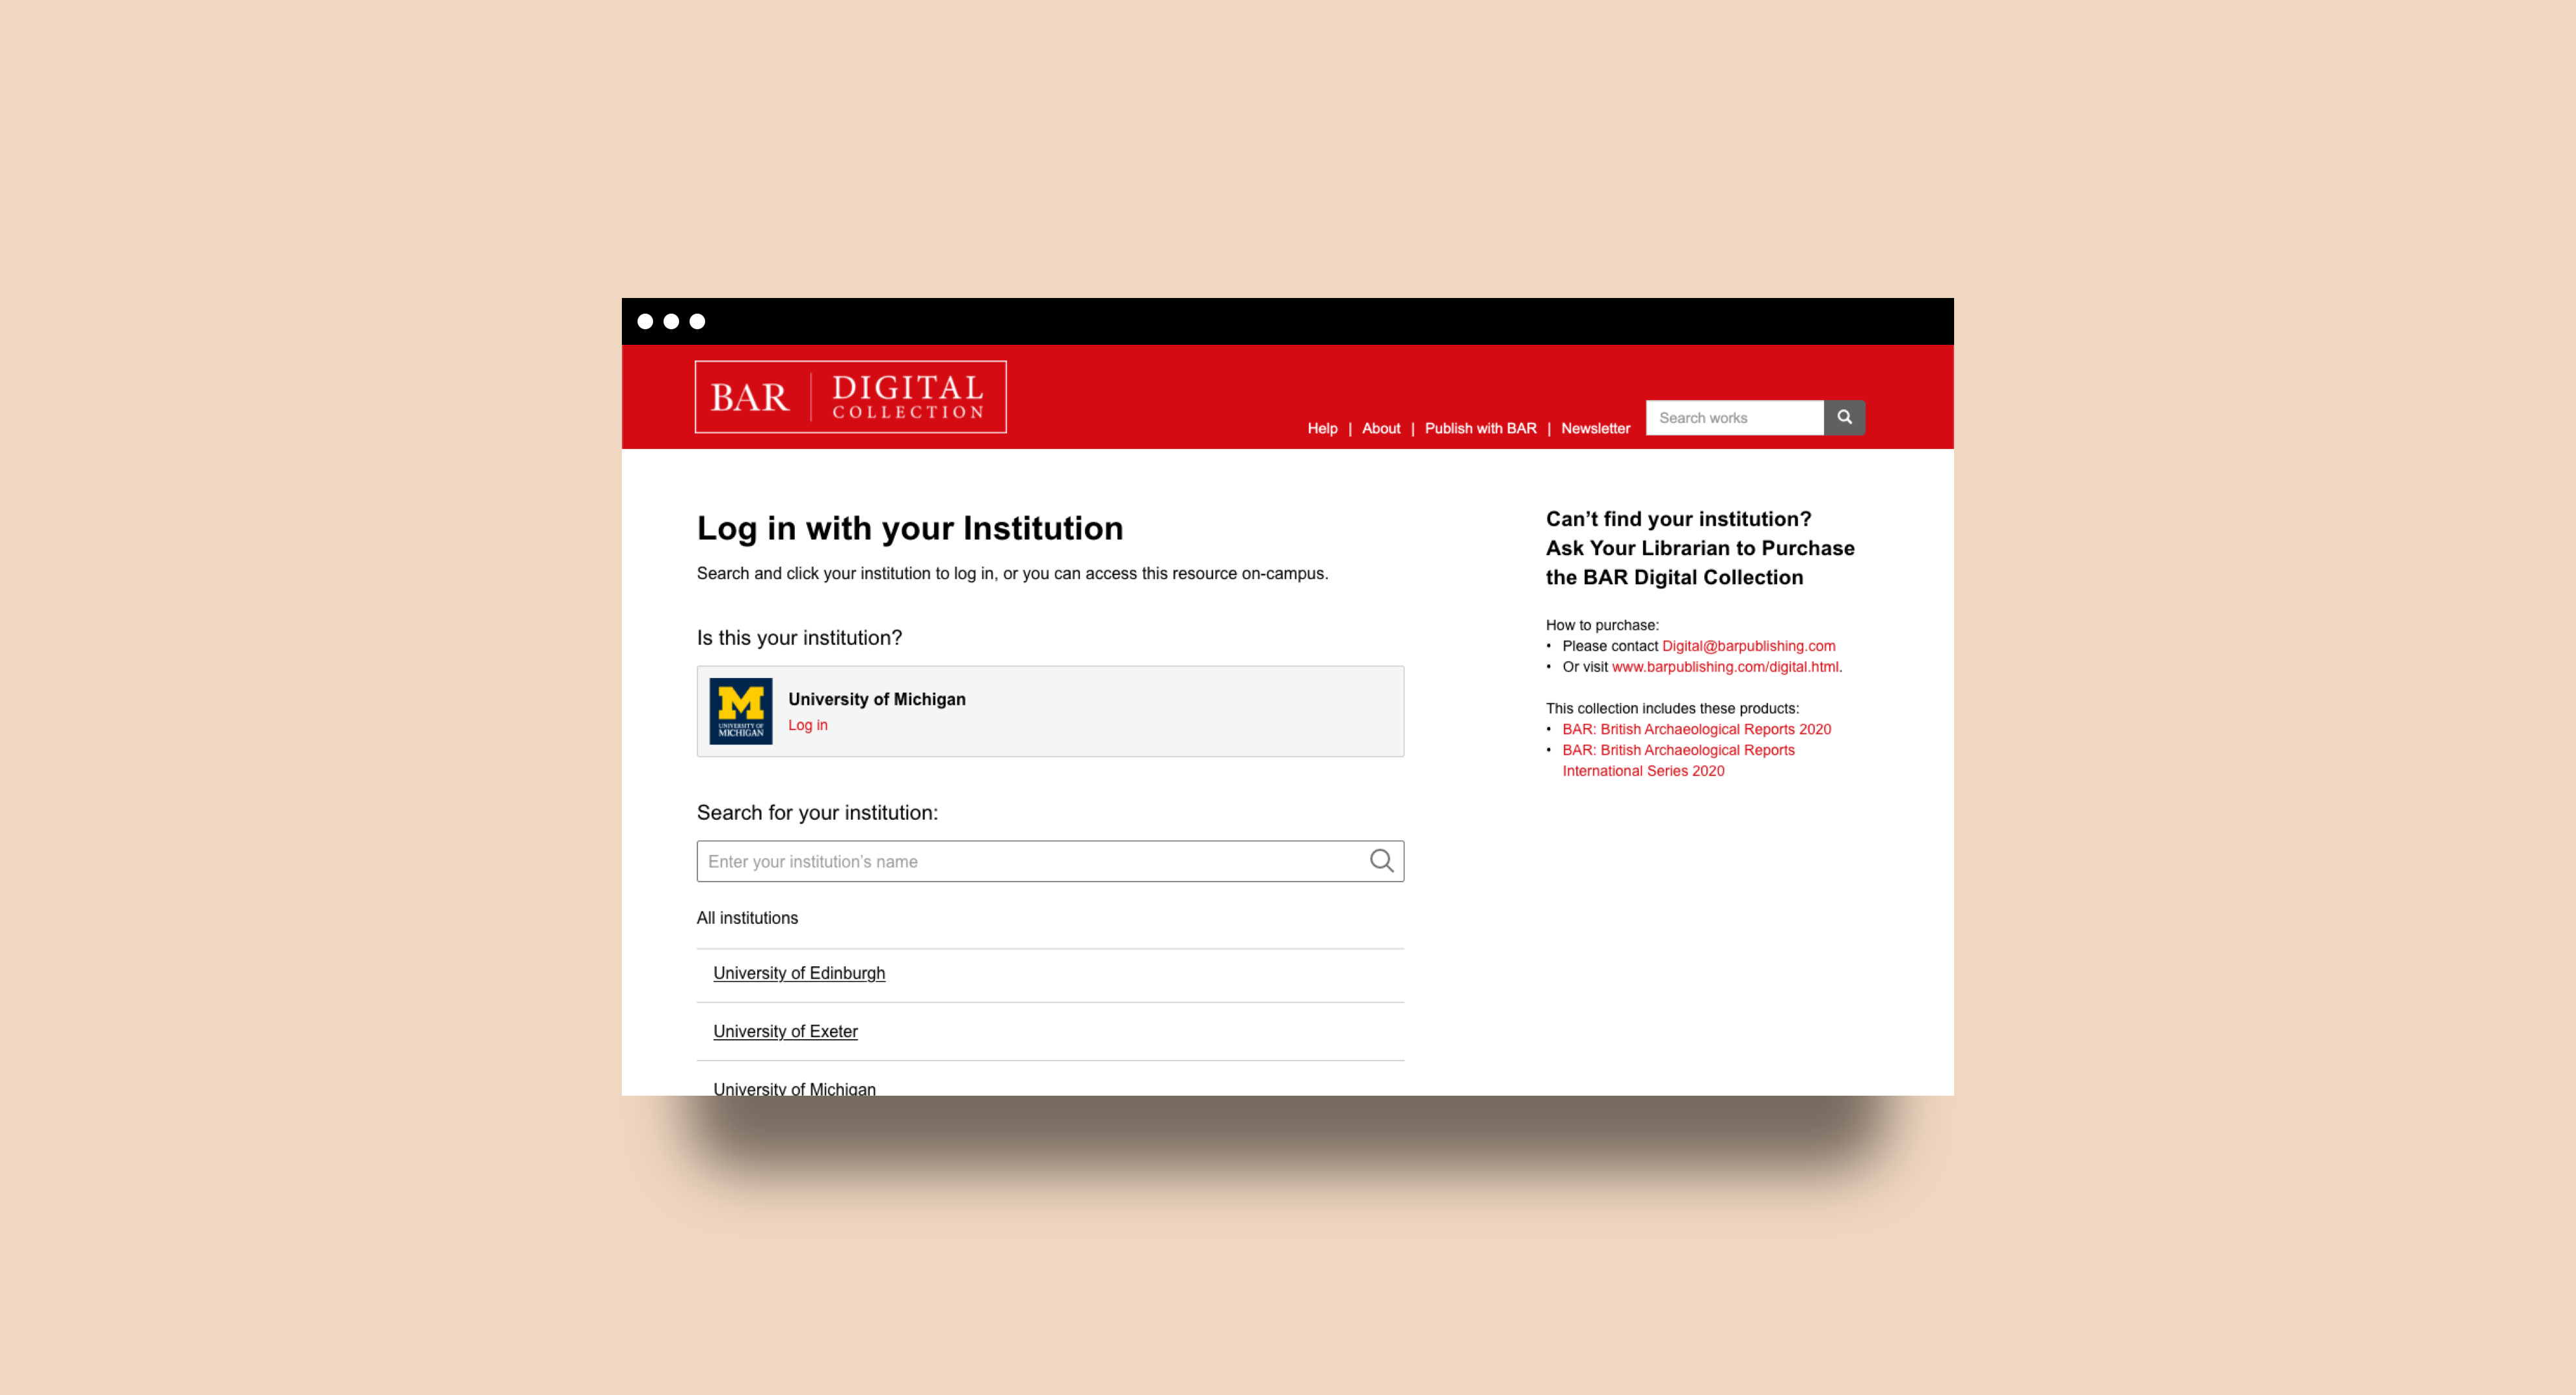 BAR
DIGITAL
COLLECTION
Help | About | Publish with BAR | Newsletter
Search works
Log in with your Institution
Search and click your institution to log in, or you can access this resource on-campus.
Is this your institution?
M
UNIVERSITY OF
MICHIGAN
University of Michigan
Log in
Search for your institution:
Enter your institution’s name
All institutions
University of Edinburgh
University of Exeter
University of Michigan
Can’t find your institution?
Ask Your Librarian to Purchase
the BAR Digital Collection
How to purchase:
• Please contact Digital@barpublishing.com
• Or visit www.barpublishing.com/digital.html.
This collection includes these products:
• BAR: British Archaeological Reports 2020
• BAR: British Archaeological Reports
International Series 2020